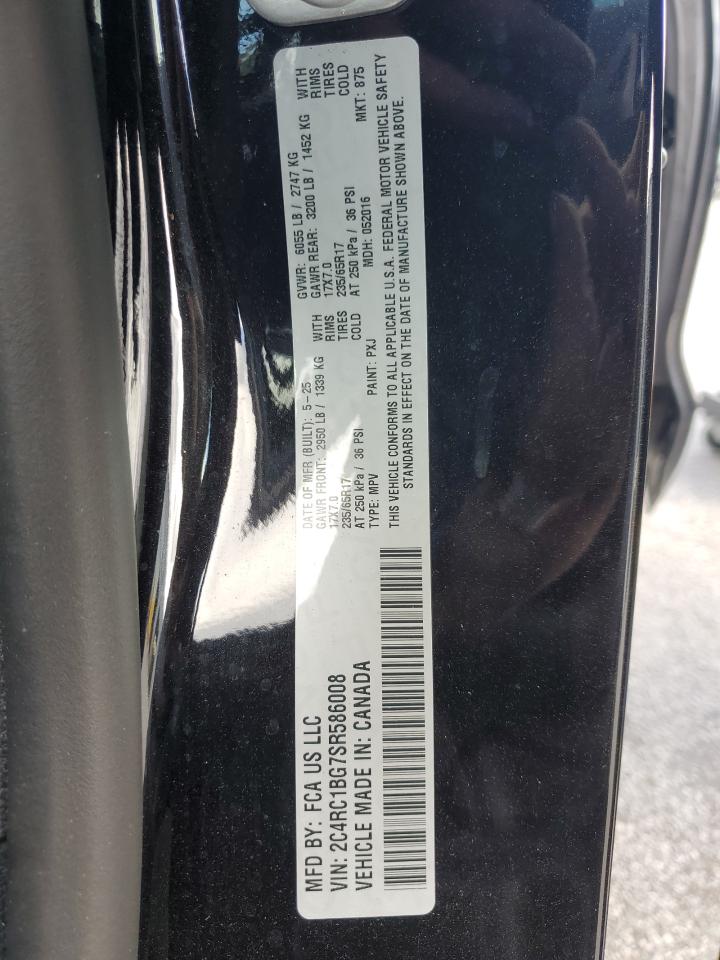 MFD BY: FCA US LLC
DATE OF MFR (BUILT): 5-25
GVWR: 6055 LB / 2747 KG
GAWR FRONT: 2950 LB / 1339 KG WITH
GAWR REAR: 3200 LB / 1452 KG WITH
17X7.0 RIMS
17X7.0 RIMS
235/65R17 TIRES
235/65R17 TIRES
AT 250 kPa / 36 PSI COLD
AT 250 kPa / 36 PSI COLD
VIN: 2C4RC1BG7SR586008
TYPE: MPV
PAINT: PXJ
MDH: 052016
MKT: 875
VEHICLE MADE IN: CANADA
THIS VEHICLE CONFORMS TO ALL APPLICABLE U.S.A. FEDERAL MOTOR VEHICLE SAFETY
STANDARDS IN EFFECT ON THE DATE OF MANUFACTURE SHOWN ABOVE.